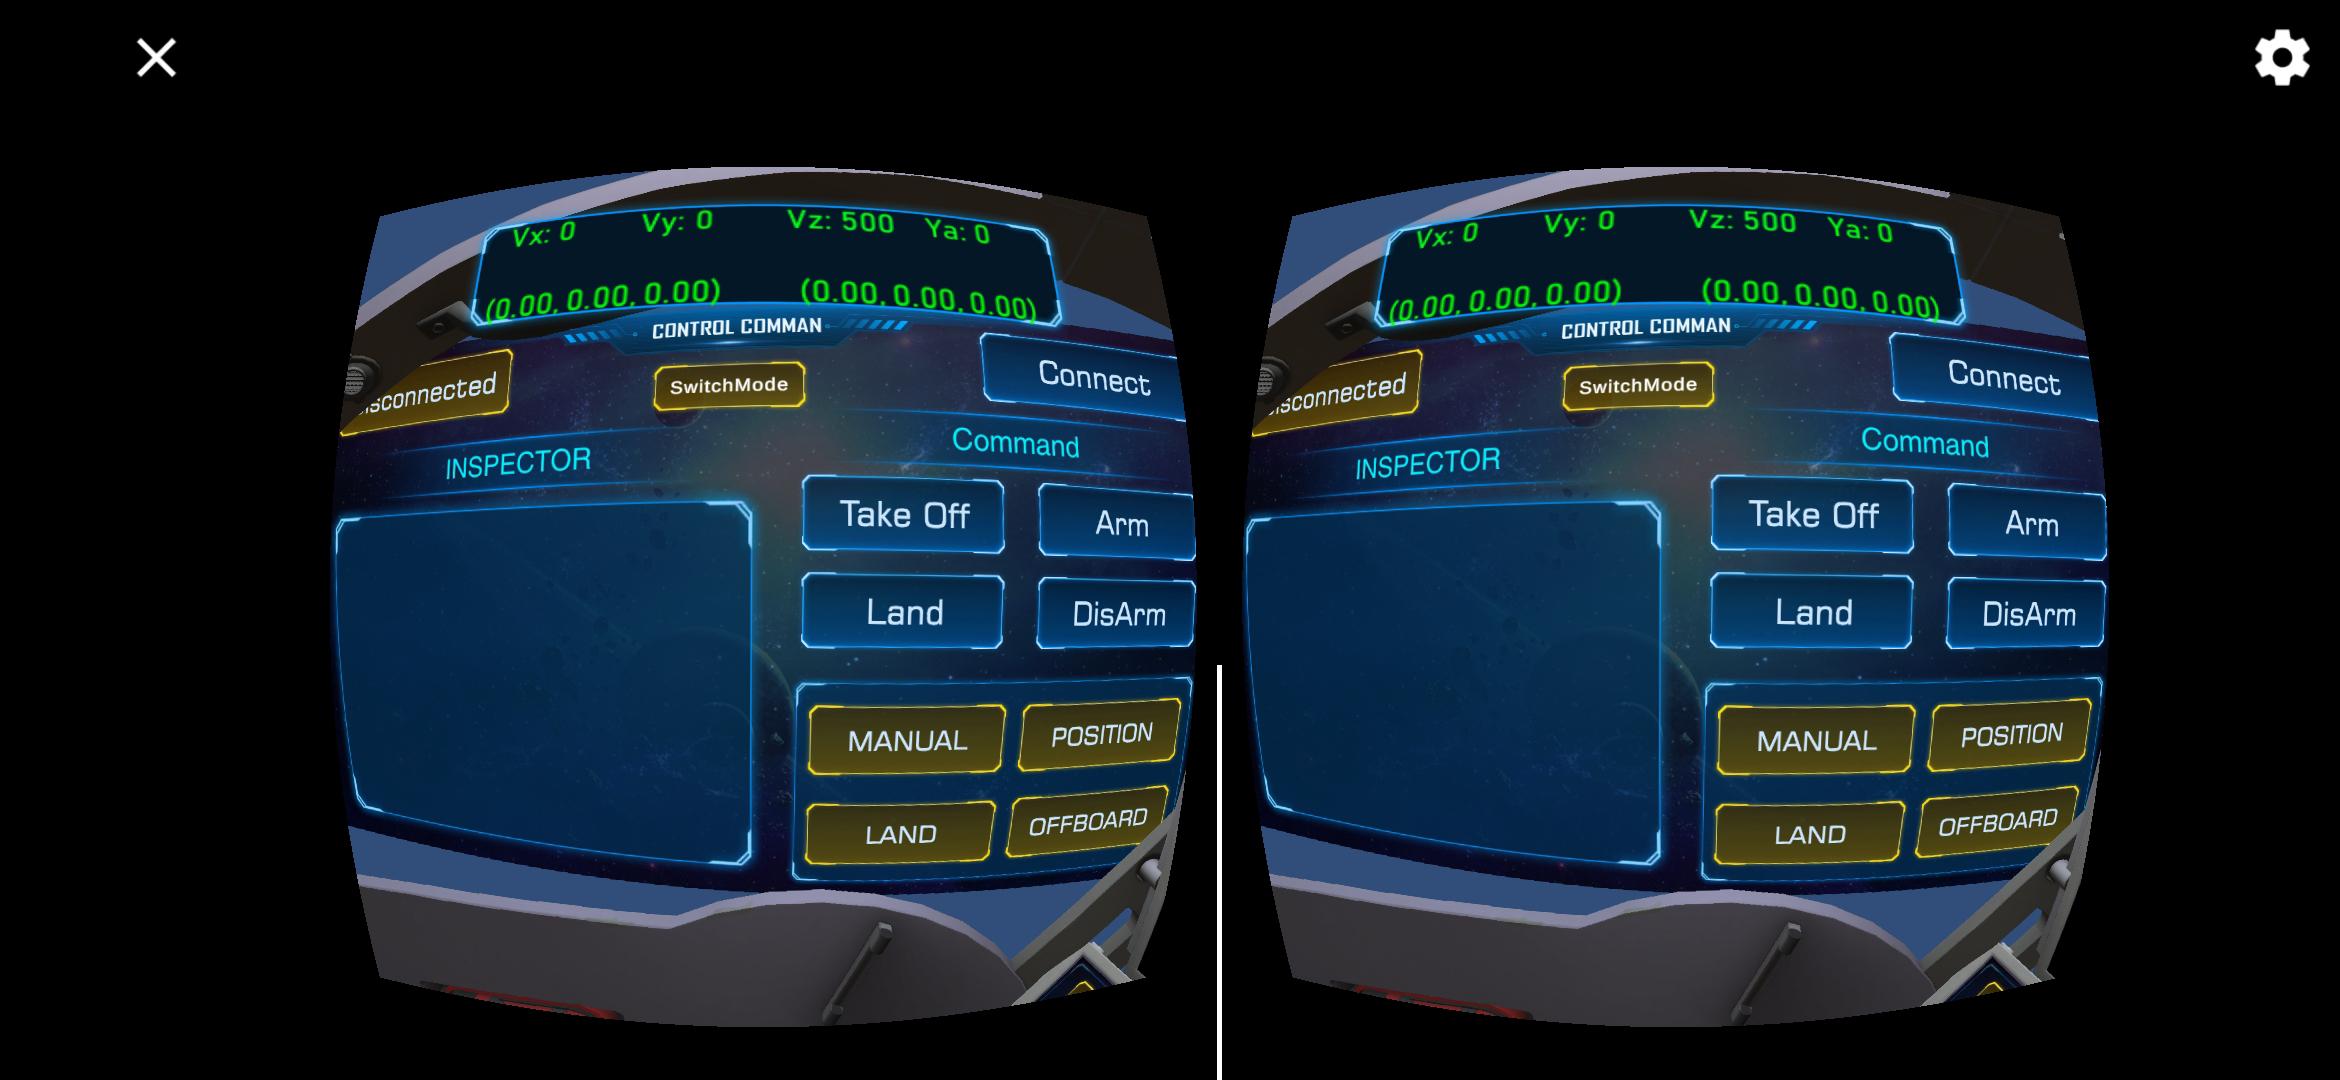 Vx: 0 Vy: 0 Vz: 500 Ya: 0
(0.00, 0.00, 0.00) (0.00, 0.00, 0.00)
CONTROL COMMAN
isconnected SwitchMode Connect
INSPECTOR Command
Take Off Arm
Land DisArm
MANUAL POSITION
LAND OFFBOARD
Vx: 0 Vy: 0 Vz: 500 Ya: 0
(0.00, 0.00, 0.00) (0.00, 0.00, 0.00)
CONTROL COMMAN
isconnected SwitchMode Connect
INSPECTOR Command
Take Off Arm
Land DisArm
MANUAL POSITION
LAND OFFBOARD